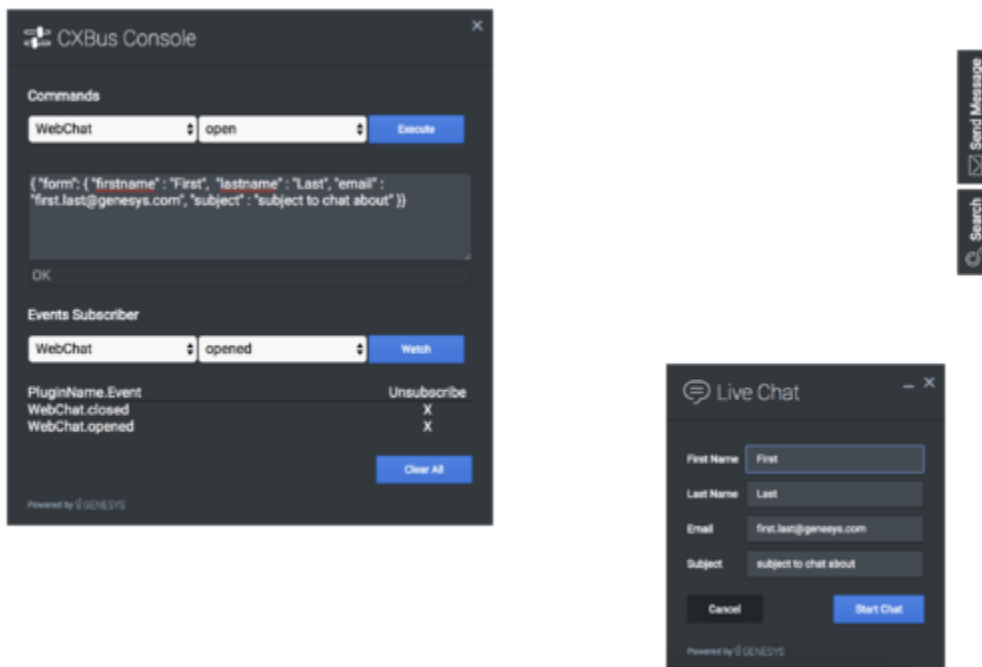 CXBus Console
×
Commands
WebChat open Execute
{ "form": { "firstname" : "First", "lastname" : "Last", "email" :
"first.last@genesys.com", "subject" : "subject to chat about" }}
OK
Events Subscriber
WebChat opened Watch
PluginName.Event Unsubscribe
WebChat.closed X
WebChat.opened X
Clear All
Powered by GENESYS
Send Message
Search
Live Chat
First Name First
Last Name Last
Email first.last@genesys.com
Subject subject to chat about
Cancel Start Chat
Powered by GENESYS